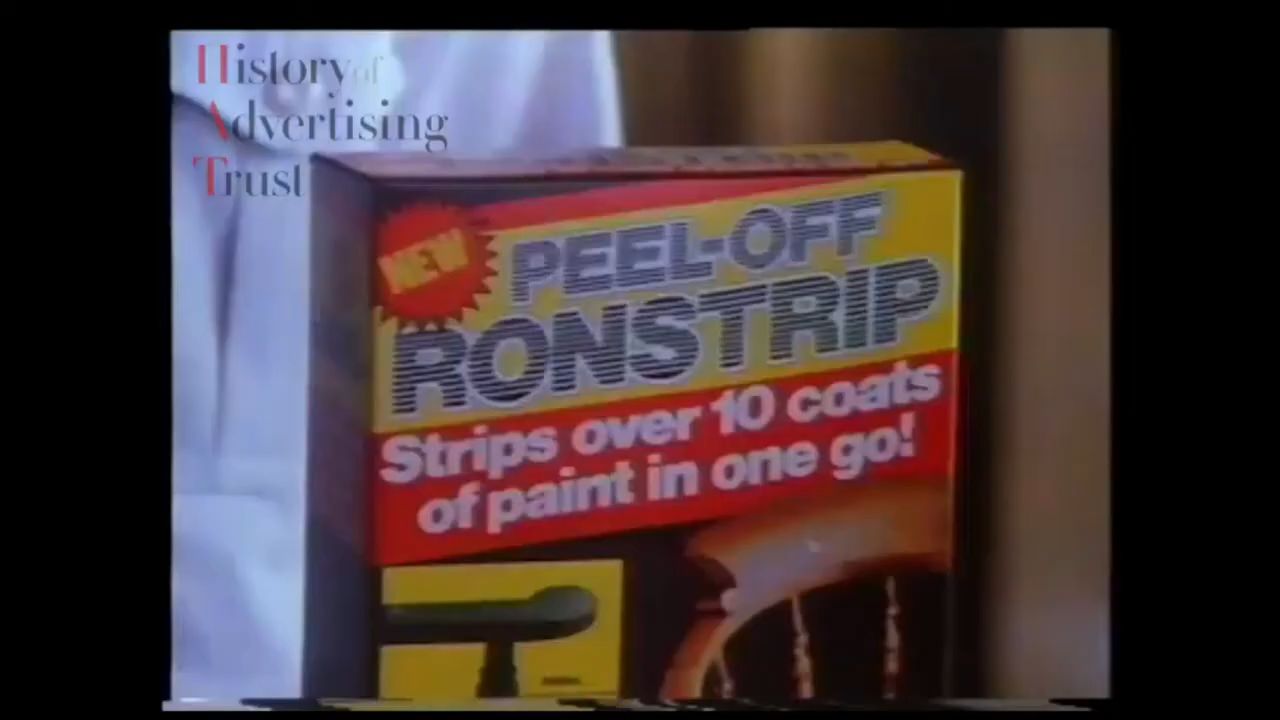 History of
Advertising
Trust
NEW
PEEL-OFF
RONSTRIP
Strips over 10 coats
of paint in one go!